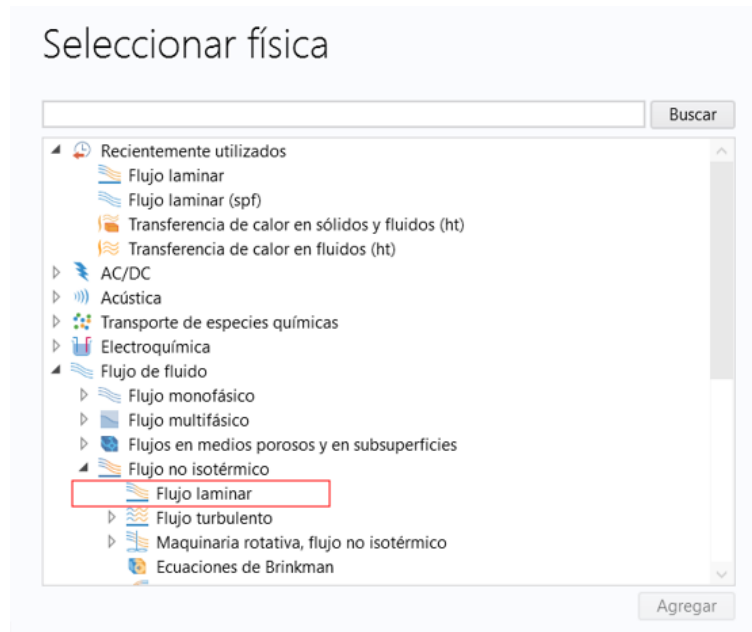 Seleccionar física
Buscar
Recientemente utilizados
Flujo laminar
Flujo laminar (spf)
Transferencia de calor en sólidos y fluidos (ht)
Transferencia de calor en fluidos (ht)
AC/DC
Acústica
Transporte de especies químicas
Electroquímica
Flujo de fluido
Flujo monofásico
Flujo multifásico
Flujos en medios porosos y en subsuperficies
Flujo no isotérmico
Flujo laminar
Flujo turbulento
Maquinaria rotativa, flujo no isotérmico
Ecuaciones de Brinkman
Agregar